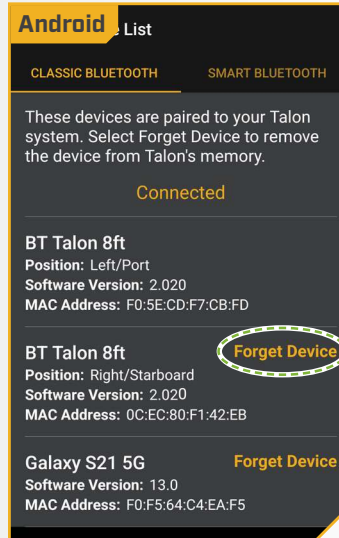 Android
e List
CLASSIC BLUETOOTH SMART BLUETOOTH
These devices are paired to your Talon
system. Select Forget Device to remove
the device from Talon's memory.
Connected
BT Talon 8ft
Position: Left/Port
Software Version: 2.020
MAC Address: F0:5E:CD:F7:CB:FD
BT Talon 8ft Forget Device
Position: Right/Starboard
Software Version: 2.020
MAC Address: 0C:EC:80:F1:42:EB
Galaxy S21 5G Forget Device
Software Version: 13.0
MAC Address: F0:F5:64:C4:EA:F5